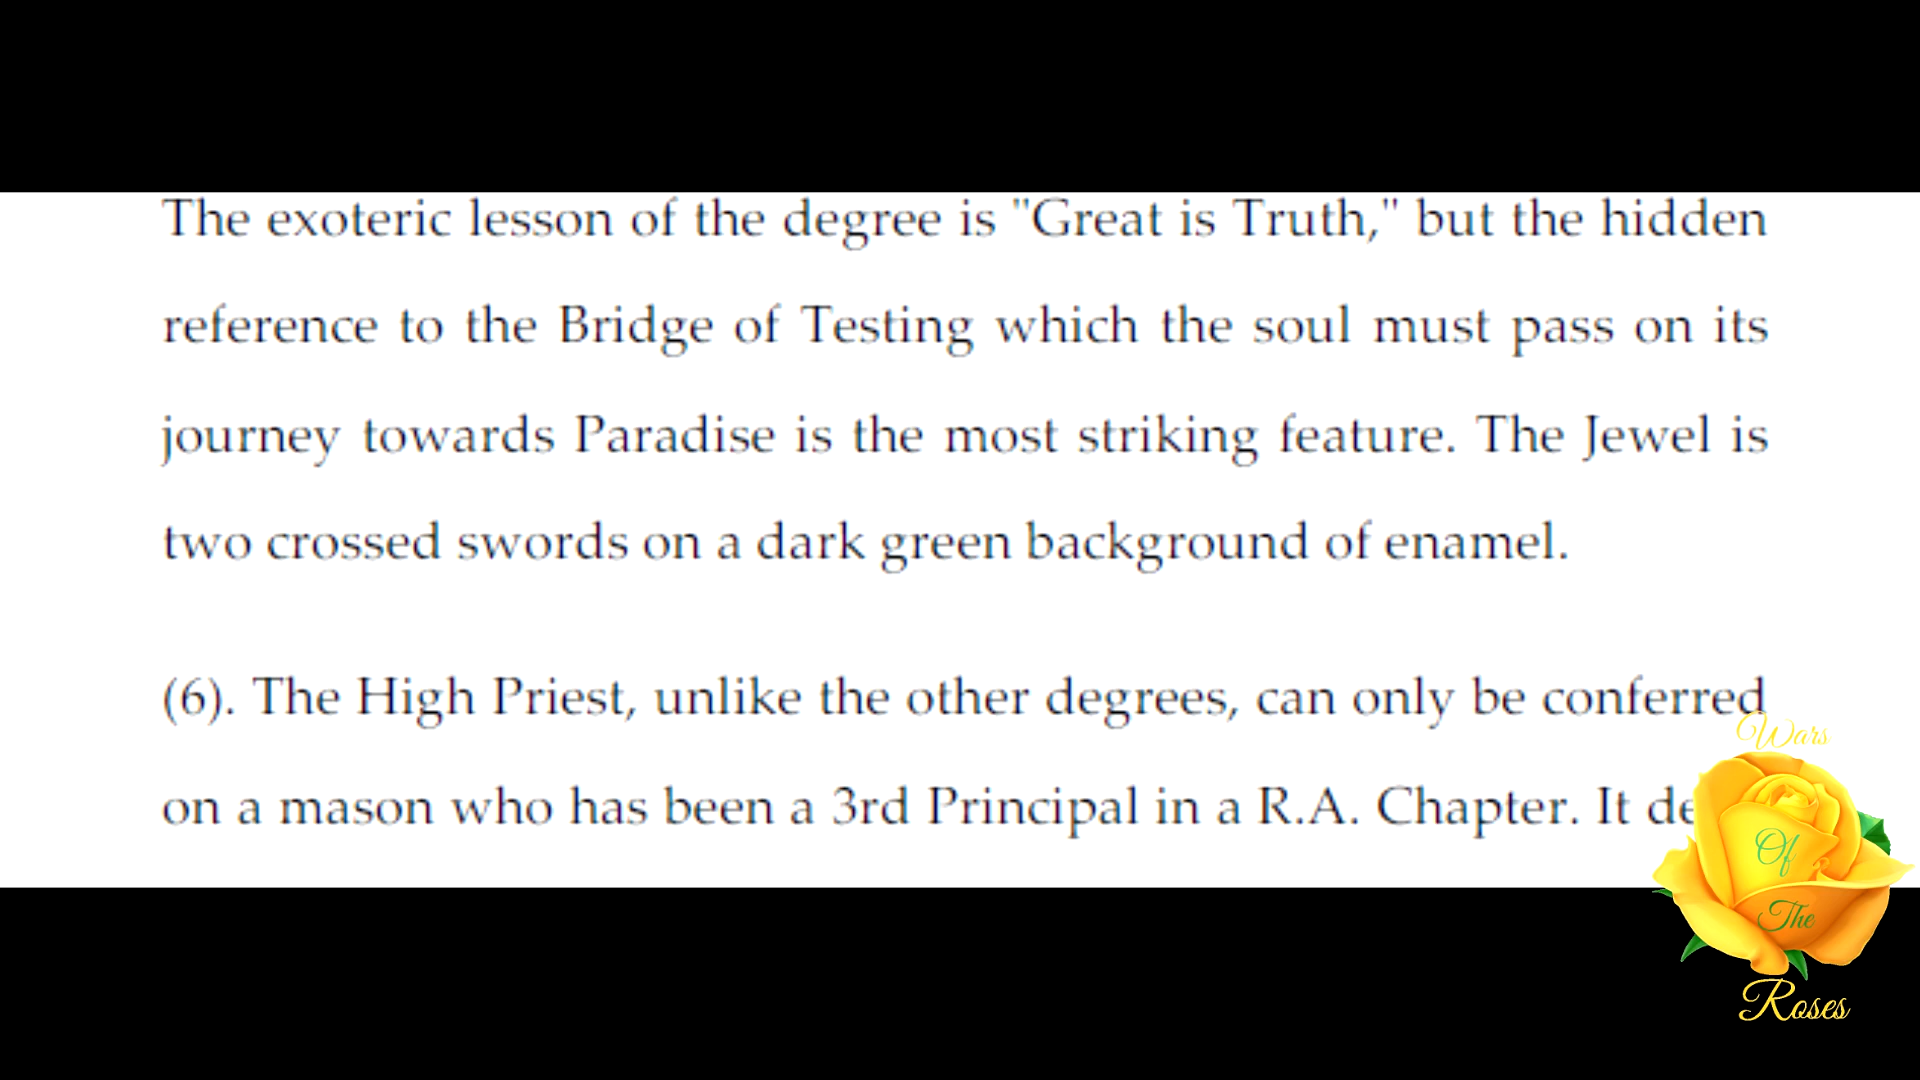 The exoteric lesson of the degree is "Great is Truth," but the hidden
reference to the Bridge of Testing which the soul must pass on its
journey towards Paradise is the most striking feature. The Jewel is
two crossed swords on a dark green background of enamel.
(6). The High Priest, unlike the other degrees, can only be conferred
on a mason who has been a 3rd Principal in a R.A. Chapter. It
Wars
Of
The
Roses